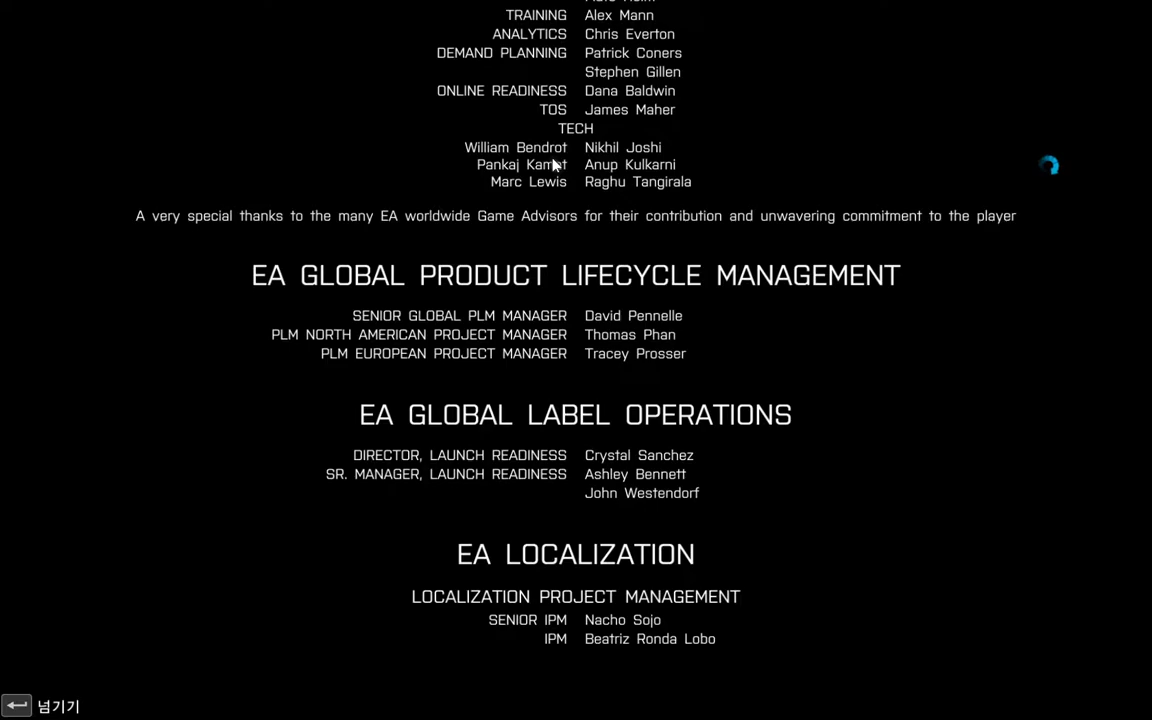 TRAINING Alex Mann
ANALYTICS Chris Everton
DEMAND PLANNING Patrick Coners
Stephen Gillen
ONLINE READINESS Dana Baldwin
TOS James Maher
TECH
William Bendrot Nikhil Joshi
Pankaj Kamat Anup Kulkarni
Marc Lewis Raghu Tangirala
A very special thanks to the many EA worldwide Game Advisors for their contribution and unwavering commitment to the player
EA GLOBAL PRODUCT LIFECYCLE MANAGEMENT
SENIOR GLOBAL PLM MANAGER David Pennelle
PLM NORTH AMERICAN PROJECT MANAGER Thomas Phan
PLM EUROPEAN PROJECT MANAGER Tracey Prosser
EA GLOBAL LABEL OPERATIONS
DIRECTOR, LAUNCH READINESS Crystal Sanchez
SR. MANAGER, LAUNCH READINESS Ashley Bennett
John Westendorf
EA LOCALIZATION
LOCALIZATION PROJECT MANAGEMENT
SENIOR IPM Nacho Sojo
IPM Beatriz Ronda Lobo
넘기기